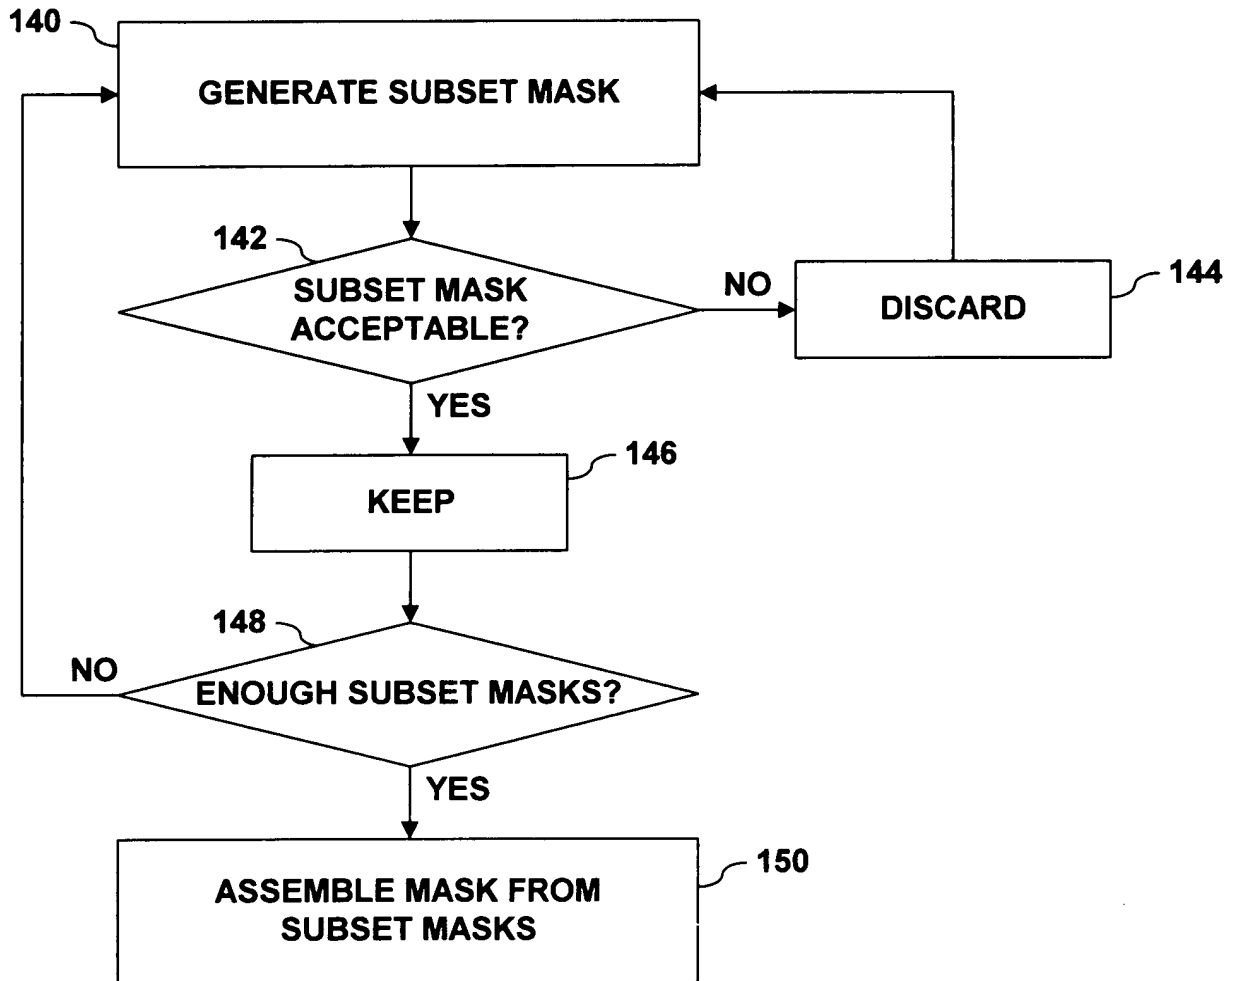 140
GENERATE SUBSET MASK
142
SUBSET MASK
ACCEPTABLE?
NO
DISCARD
144
YES
KEEP
146
148
NO
ENOUGH SUBSET MASKS?
YES
ASSEMBLE MASK FROM
SUBSET MASKS
150